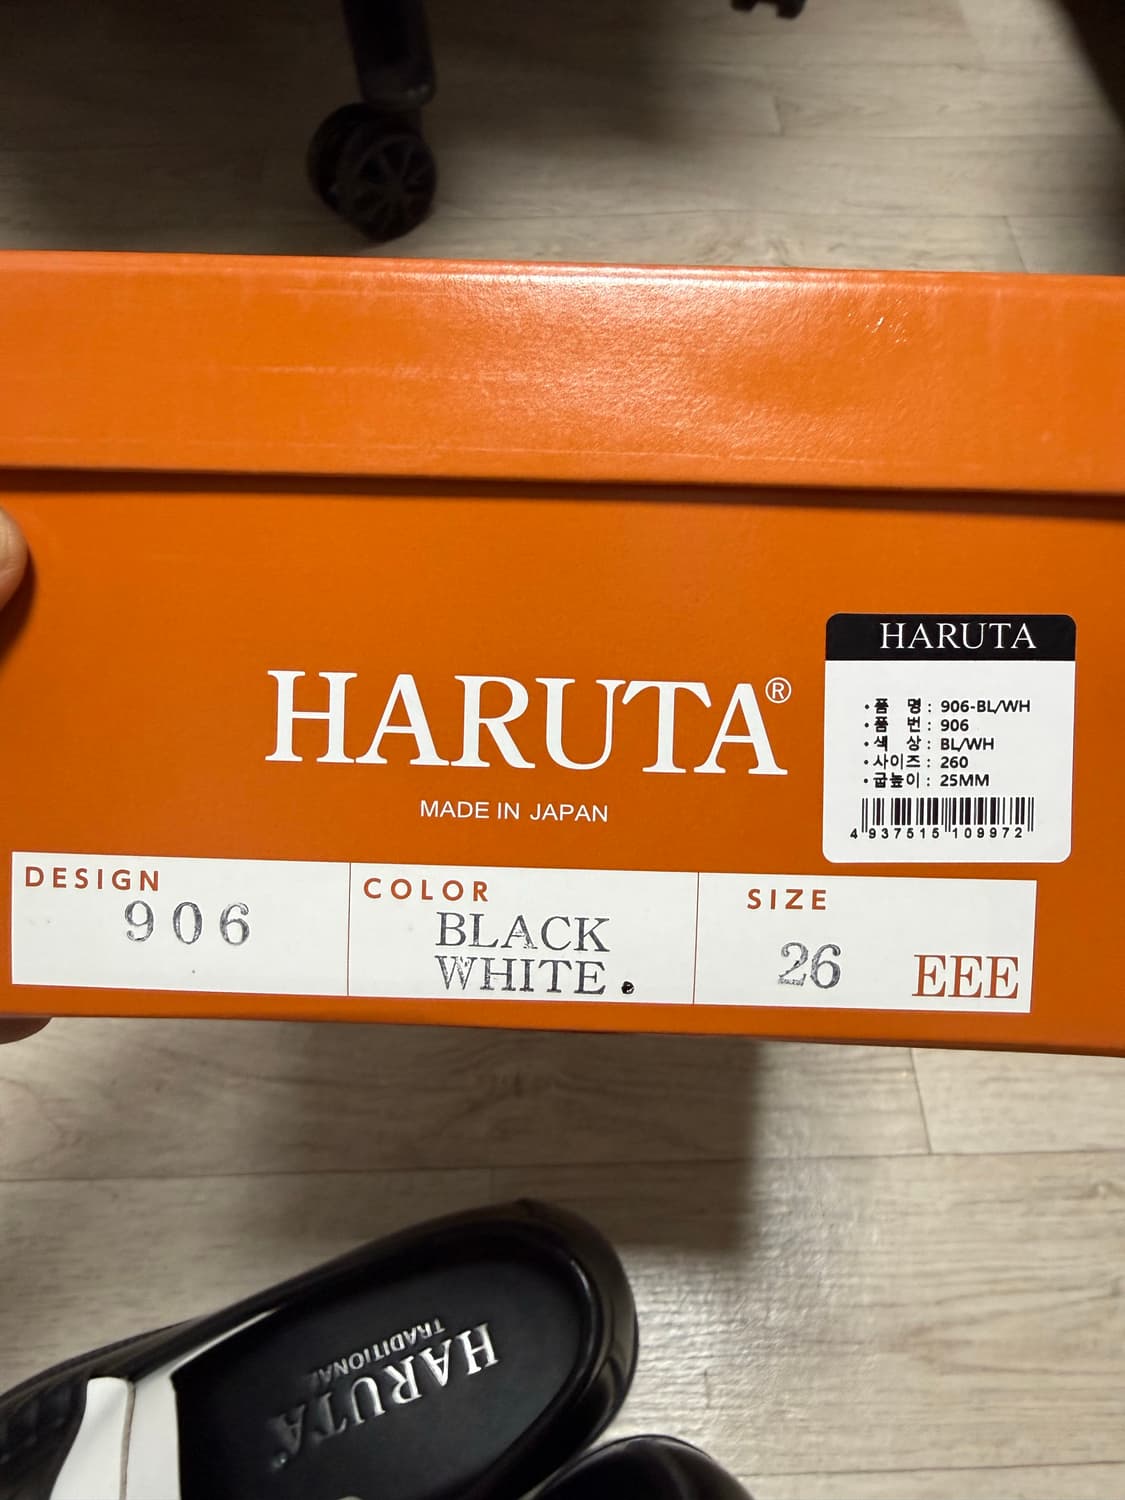 HARUTA®
MADE IN JAPAN
HARUTA
• 품 명 : 906-BL/WH
• 품 번 : 906
• 색 상 : BL/WH
• 사이즈 : 260
• 굽높이 : 25MM
4 937515 109972
DESIGN
906
COLOR
BLACK
WHITE.
SIZE
26 EEE
HARUTA
TRADITIONAL